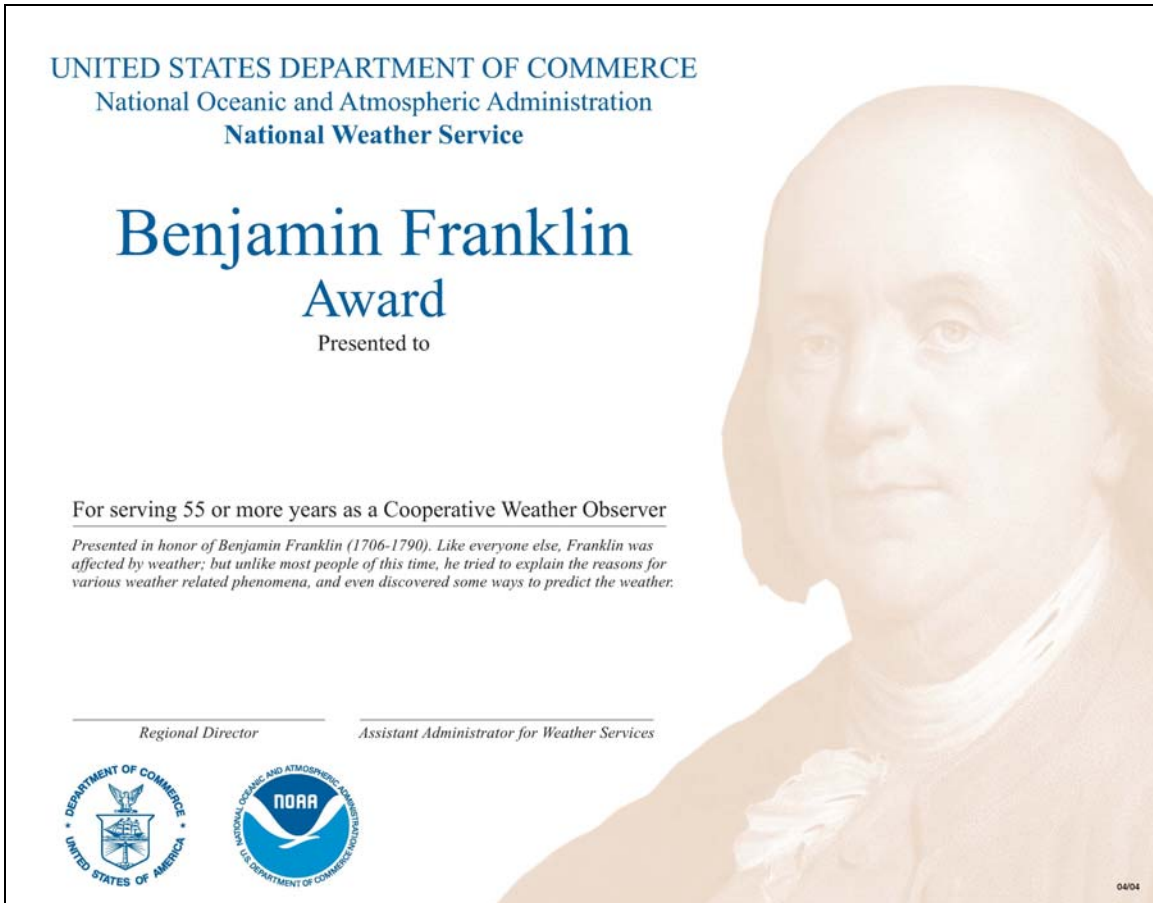 UNITED STATES DEPARTMENT OF COMMERCE
National Oceanic and Atmospheric Administration
National Weather Service
Benjamin Franklin
Award
Presented to
For serving 55 or more years as a Cooperative Weather Observer
Presented in honor of Benjamin Franklin (1706-1790). Like everyone else, Franklin was
affected by weather; but unlike most people of this time, he tried to explain the reasons for
various weather related phenomena, and even discovered some ways to predict the weather.
Regional Director
Assistant Administrator for Weather Services
DEPARTMENT OF COMMERCE
UNITED STATES OF AMERICA
NATIONAL OCEANIC AND ATMOSPHERIC ADMINISTRATION
NOAA
U.S. DEPARTMENT OF COMMERCE
04/04